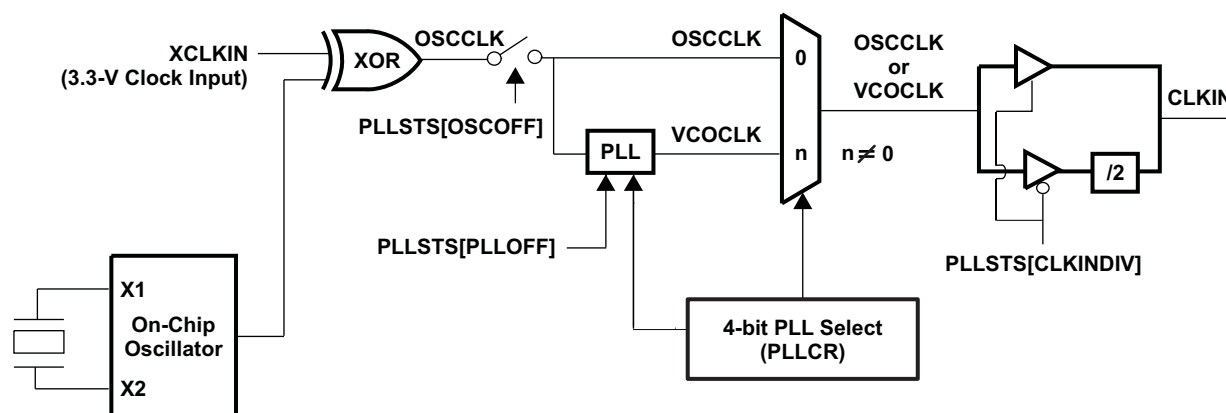 XCLKIN
(3.3-V Clock Input)
XOR
OSCCLK
PLLSTS[OSCOFF]
OSCCLK
0
OSCCLK
or
VCOCLK
CLKIN
PLL
VCOCLK
n
n ≠ 0
/2
PLLSTS[PLLOFF]
PLLSTS[CLKINDIV]
X1
On-Chip
Oscillator
X2
4-bit PLL Select
(PLLCR)